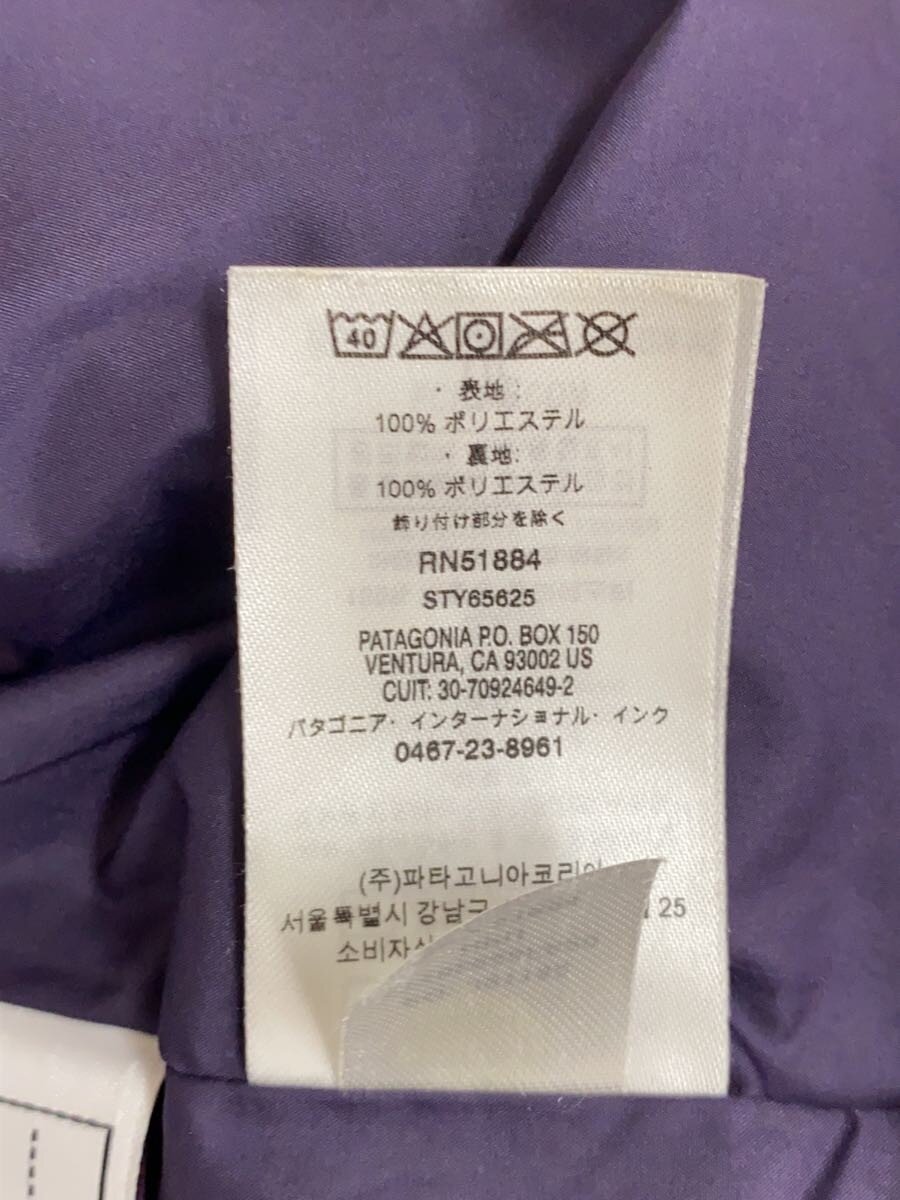 40
・ 表地 :
100% ポリエステル
・ 裏地:
100% ポリエステル
飾り付け部分を除く
RN51884
STY65625
PATAGONIA P.O. BOX 150
VENTURA, CA 93002 US
CUIT: 30-70924649-2
パタゴニア・インターナショナル・インク
0467-23-8961
(주)파타고니아코리아
서울특별시 강남구
25